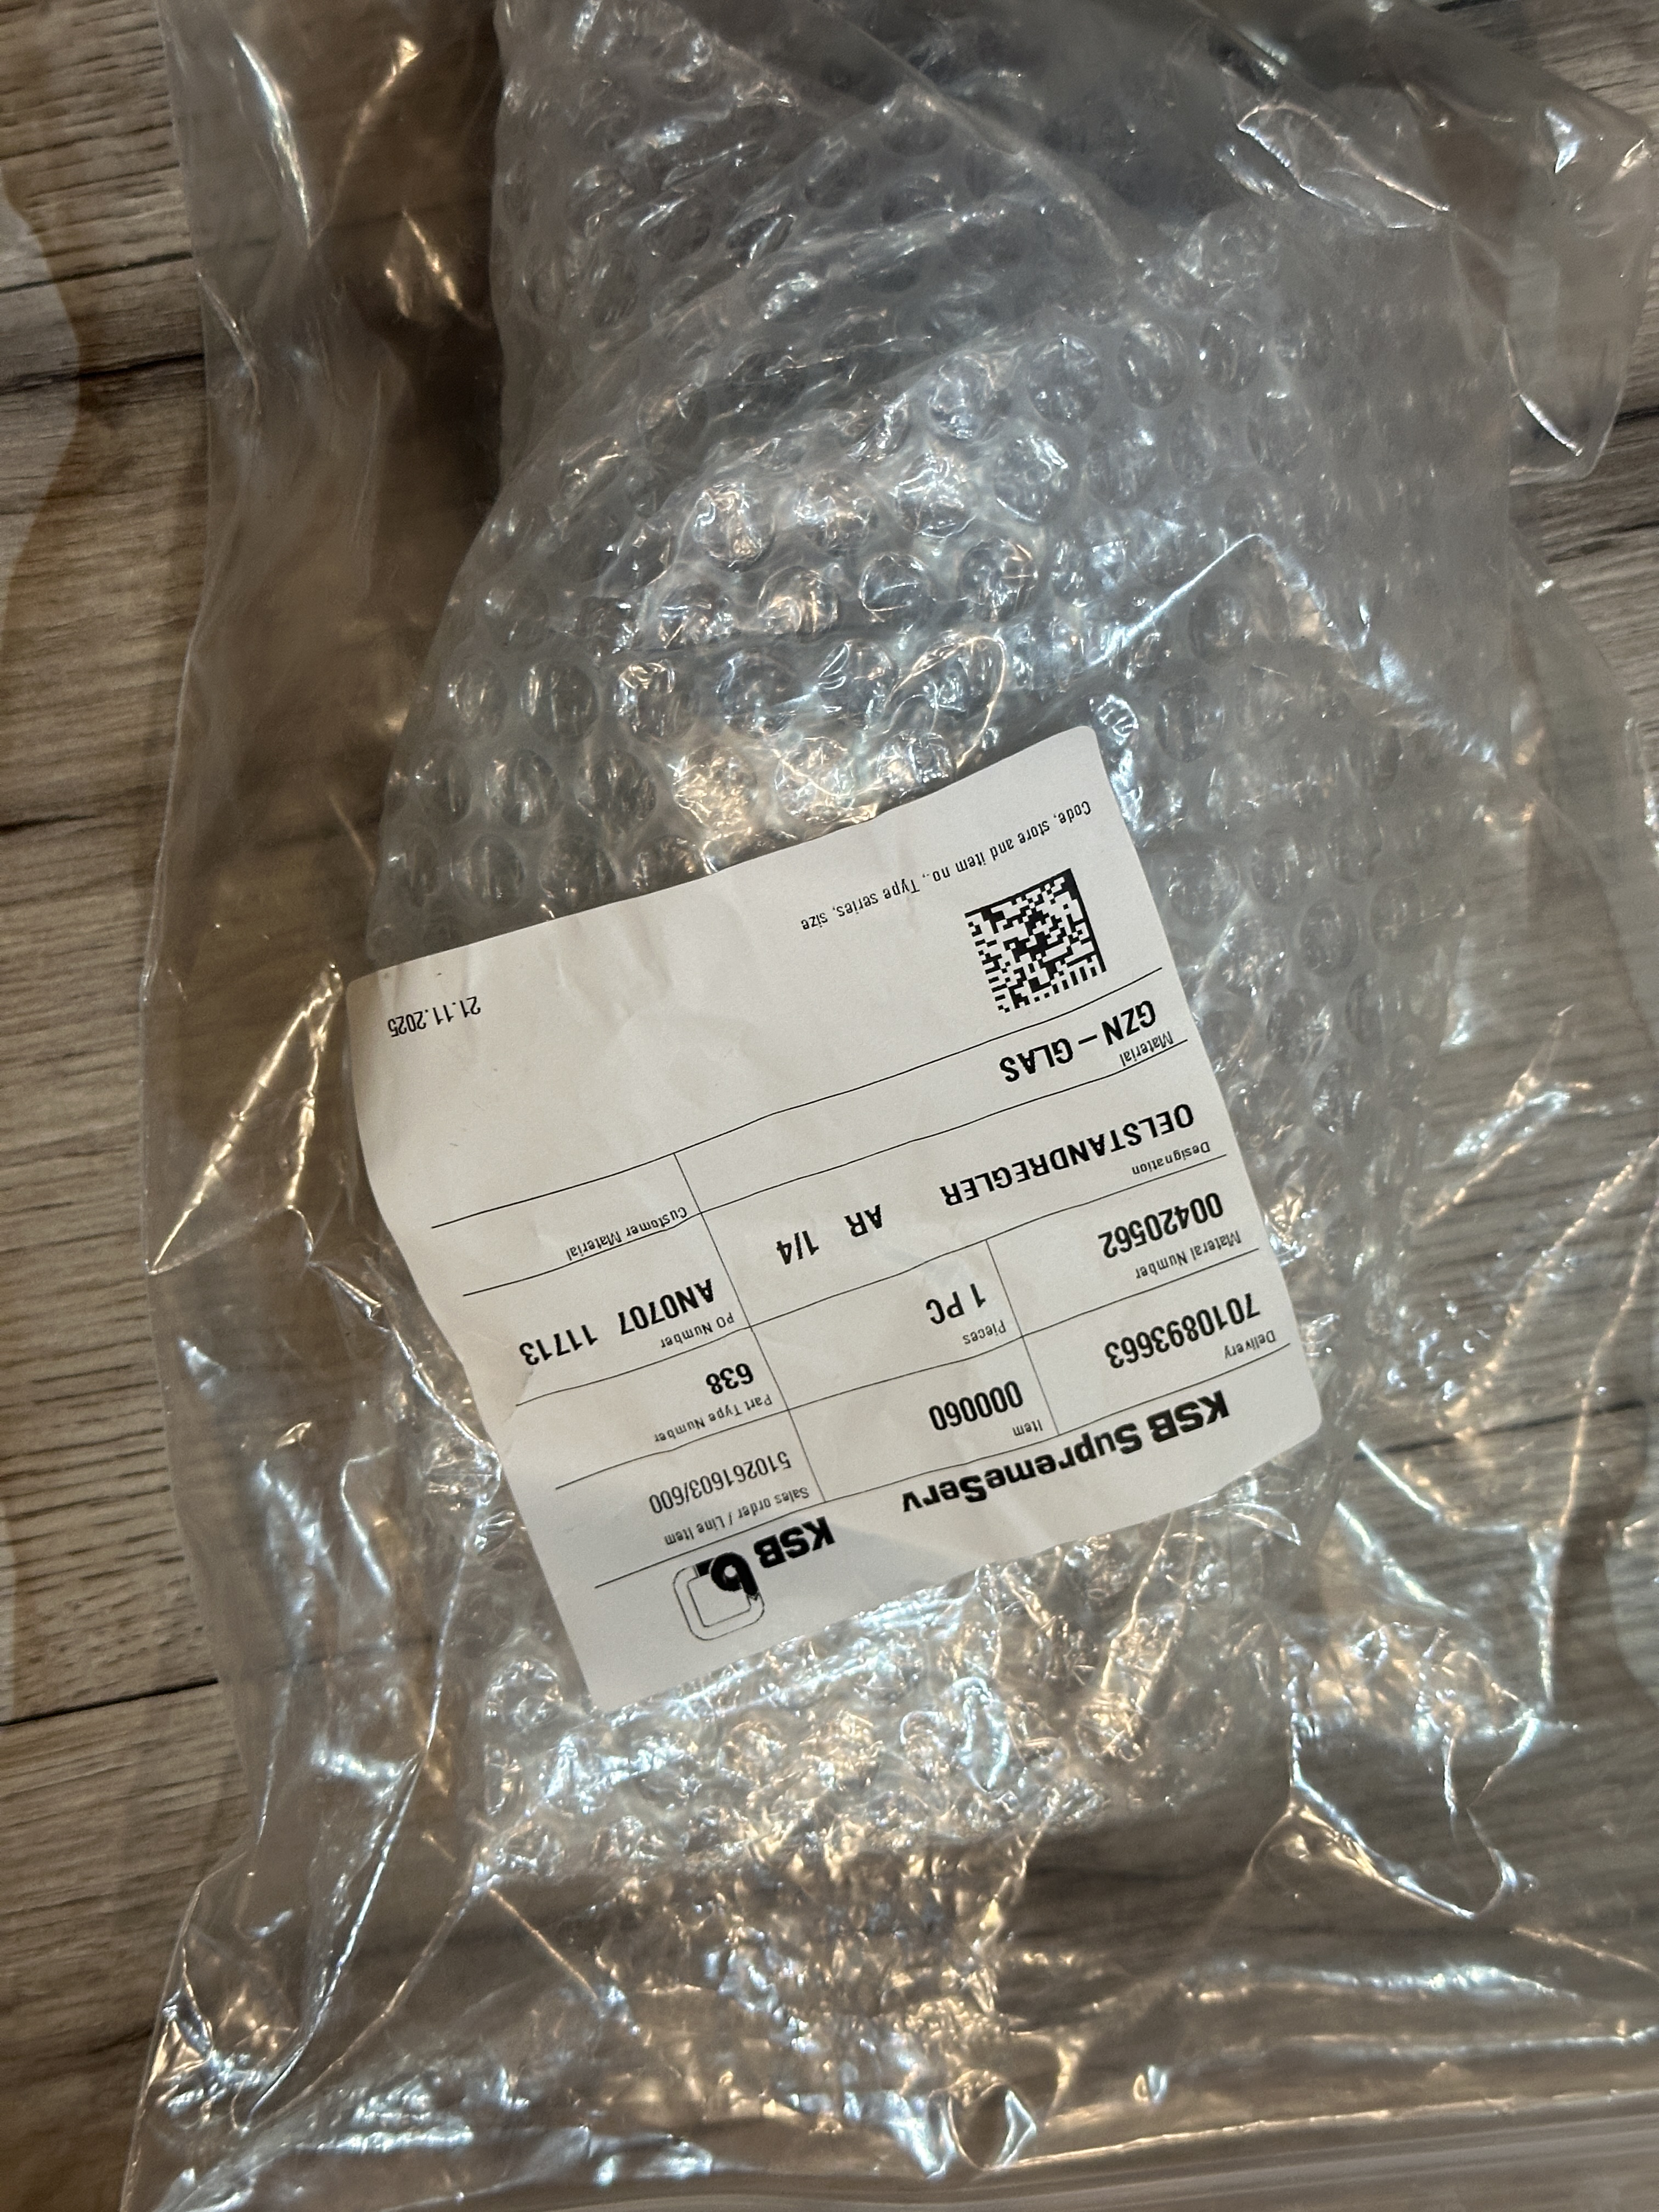 KSB SupremeServ
KSB b.
Delivery
7010893663
Item
000060
Sales order / Line Item
510261603/600
Materal Number
00420562
Pieces
1 PC
Part Type Number
638
Designation
OELSTANDREGLER AR 1/4
PO Number
AN0707 11713
Material
GZN – GLAS
Customer Material
Code, store and item no., Type series, size
21.11.2025